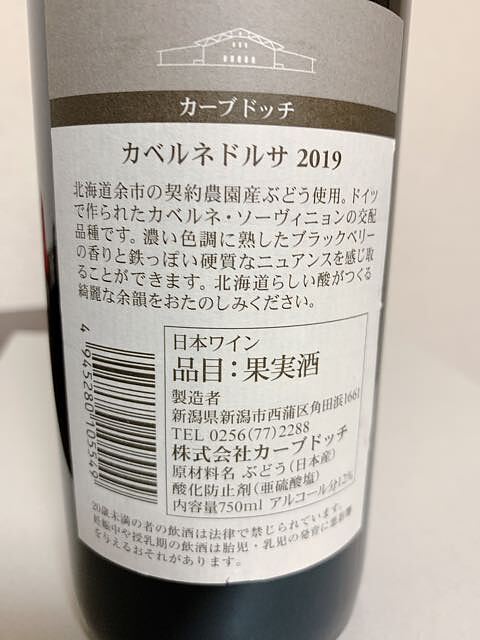 カーブドッチ
カベルネドルサ 2019
北海道余市の契約農園産ぶどう使用。ドイツ
で作られたカベルネ・ソーヴィニョンの交配
品種です。濃い色調に熟したブラックベリー
の香りと鉄っぽい硬質なニュアンスを感じ取
ることができます。北海道らしい酸がつくる
綺麗な余韻をおたのしみください。
日本ワイン
品目：果実酒
製造者
新潟県新潟市西蒲区角田浜1661
TEL 0256(77)2288
株式会社カーブドッチ
原材料名 ぶどう(日本産)
酸化防止剤(亜硫酸塩)
内容量750ml アルコール分12%
4 945280 105549
20歳未満の者の飲酒は法律で禁じられています。
妊娠中や授乳期の飲酒は胎児・乳児の発育に悪影響
を与えるおそれがあります。